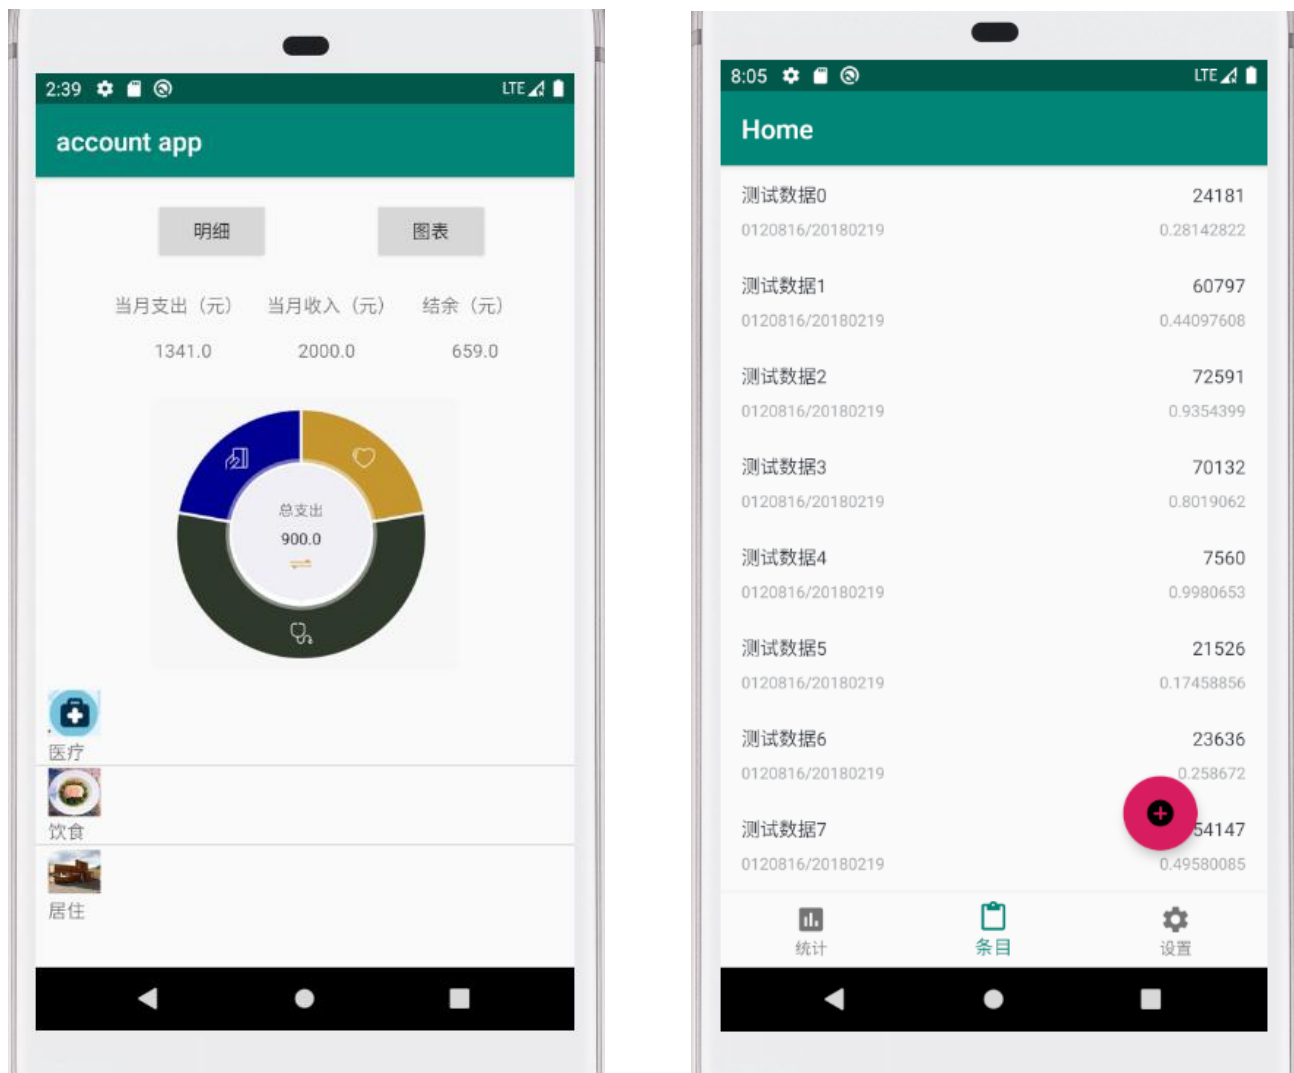 2:39
LTE
account app
明细
图表
当月支出（元）
当月收入（元）
结余（元）
1341.0
2000.0
659.0
总支出
900.0
医疗
饮食
居住
8:05
LTE
Home
测试数据0
24181
0120816/20180219
0.28142822
测试数据1
60797
0120816/20180219
0.44097608
测试数据2
72591
0120816/20180219
0.9354399
测试数据3
70132
0120816/20180219
0.8019062
测试数据4
7560
0120816/20180219
0.9980653
测试数据5
21526
0120816/20180219
0.17458856
测试数据6
23636
0120816/20180219
0.258672
测试数据7
54147
0120816/20180219
0.49580085
统计
条目
设置